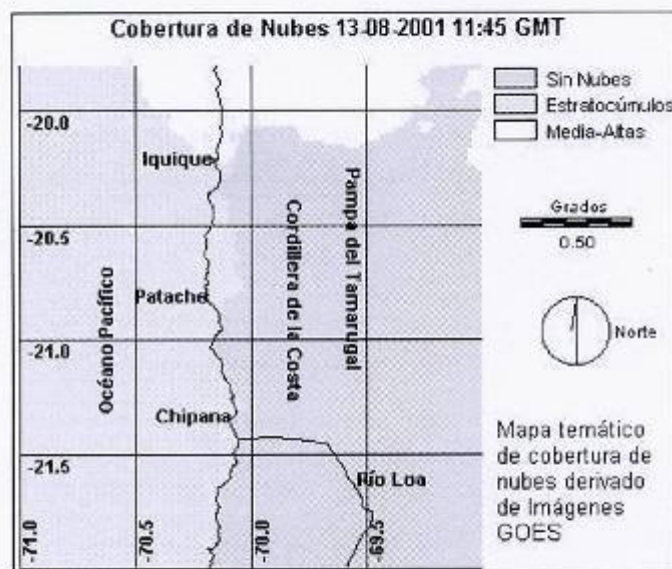 Cobertura de Nubes 13-08-2001 11:45 GMT
-20.0
-20.5
-21.0
-21.5
-71.0
-70.5
-70.0
-69.5
Iquique
Patache
Chipana
Río Loa
Océano Pacífico
Cordillera de la Costa
Pampa del Tamarugal
Sin Nubes
Estratocúmulos
Media-Altas
Grados
0.50
Norte
Mapa temático
de cobertura de
nubes derivado
de Imágenes
GOES